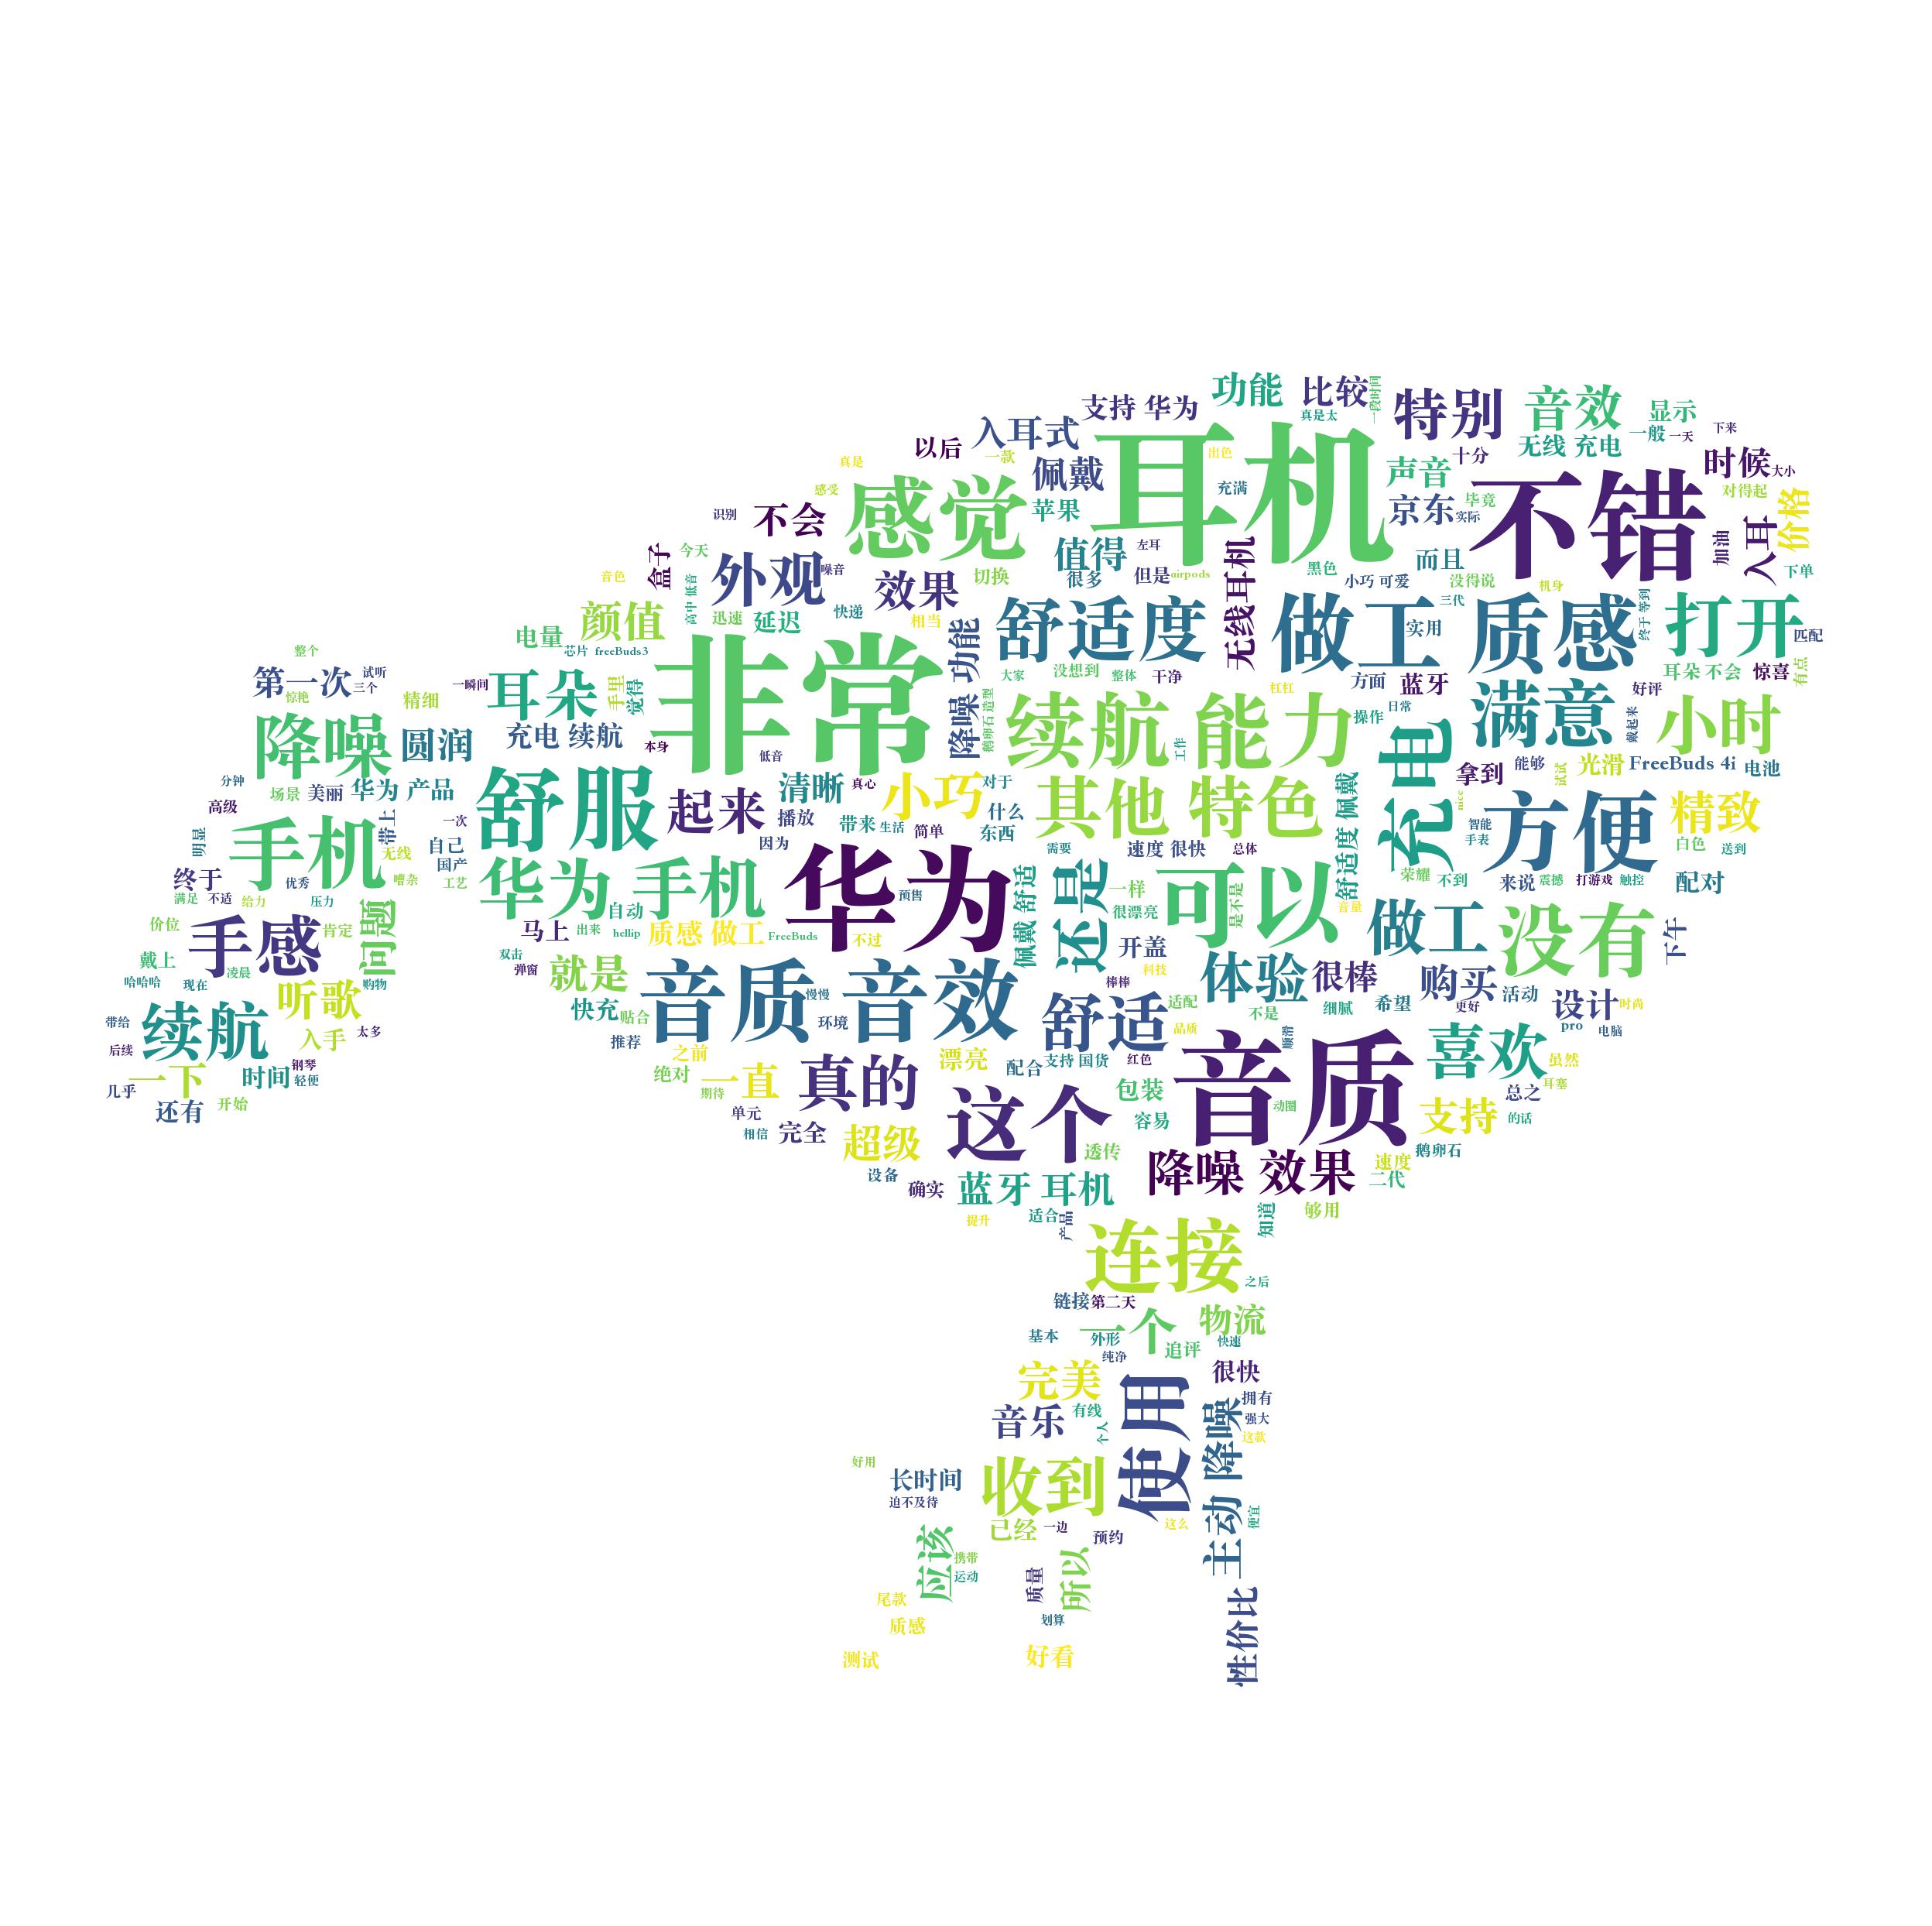 功能
比较
一段时间
特别
音效
显示
支持 华为
真是太
入耳式
无线 充电
一般
一天
下来
以后
一款
佩戴
耳机
出色
声音
十分
时候
大小
真是
感受
感觉
苹果
充满
京东
毕竟
实际
不错
对得起
价格
识别
不会
值得
左耳
无线耳机
而且
加油
入耳
下单
盒子
今天
外观
噪音
效果
切换
很多
但是
airpods
黑色
小巧 可爱
没得说
机身
音色
高中 低音
颜值
迅速
延迟
快递
相当
降噪 功能
舒适度
做工
实用
三代
质感
终于 等到
打开
匹配
电量
芯片 freeBuds3
非常
大家
没想到
整体
干净
杠杠
方面
蓝牙
满意
好评
耳朵 不会
惊喜
有点
整个
第一次
试听
三个
惊艳
精细
一瞬间
耳朵
手里
觉得
鹅卵石 造型
续航 能力
操作
日常
戴起来
小时
降噪
圆润
充电 续航
本身
低音
工作
充电
拿到
能够
试试
光滑
FreeBuds 4i
电池
分钟
场景
美丽
华为 产品
舒服
起来
清晰
真心
小巧
对于
其他 特色
舒适度 佩戴
nice
方便
精致
高级
明显
手机
带上
一次
自己
无线
国产
播放
因为
带来
生活
简单
什么
东西
需要
速度 很快
总体
智能
手表
白色
送到
终于
优秀
嘈杂
工艺
华为 手机
华为
预售
佩戴 舒适
还是
一样
可以
是不是
音量
荣耀
不到
来说
震撼
打游戏
触控
配对
满足
不适
给力
压力
自动
很漂亮
价位
手感
肯定
问题
马上
出来
hellip
质感 做工
FreeBuds
不过
开盖
做工
没有
下午
戴上
凌晨
双击
弹窗
就是
科技
哈哈哈
现在
购物
音质 音效
慢慢
棒棒
体验
很棒
购买
活动
设计
时尚
续航
听歌
快充
贴合
环境
舒适
适配
不是
细腻
希望
更好
pro
电脑
带给
入手
太多
推荐
品质
顺滑
后续
之前
漂亮
配合
支持 国货
红色
音质
喜欢
虽然
几乎
一下
时间
钢琴
轻便
绝对
一直
期待
真的
这个
包装
动圈
耳塞
总之
还有
开始
单元
容易
支持
的话
相信
完全
超级
透传
鹅卵石
设备
降噪 效果
速度
二代
确实
蓝牙 耳机
提升
适合
产品
知道
够用
连接
之后
链接
第二天
基本
外形
一个
物流
快速
纯净
追评
完美
很快
音乐
有线
个人
使用
拥有
强大
这款
主动 降噪
好用
长时间
收到
迫不及待
已经
一边
这么
预约
便宜
应该
携带
运动
质量
所以
尾款
质感
划算
性价比
测试
好看